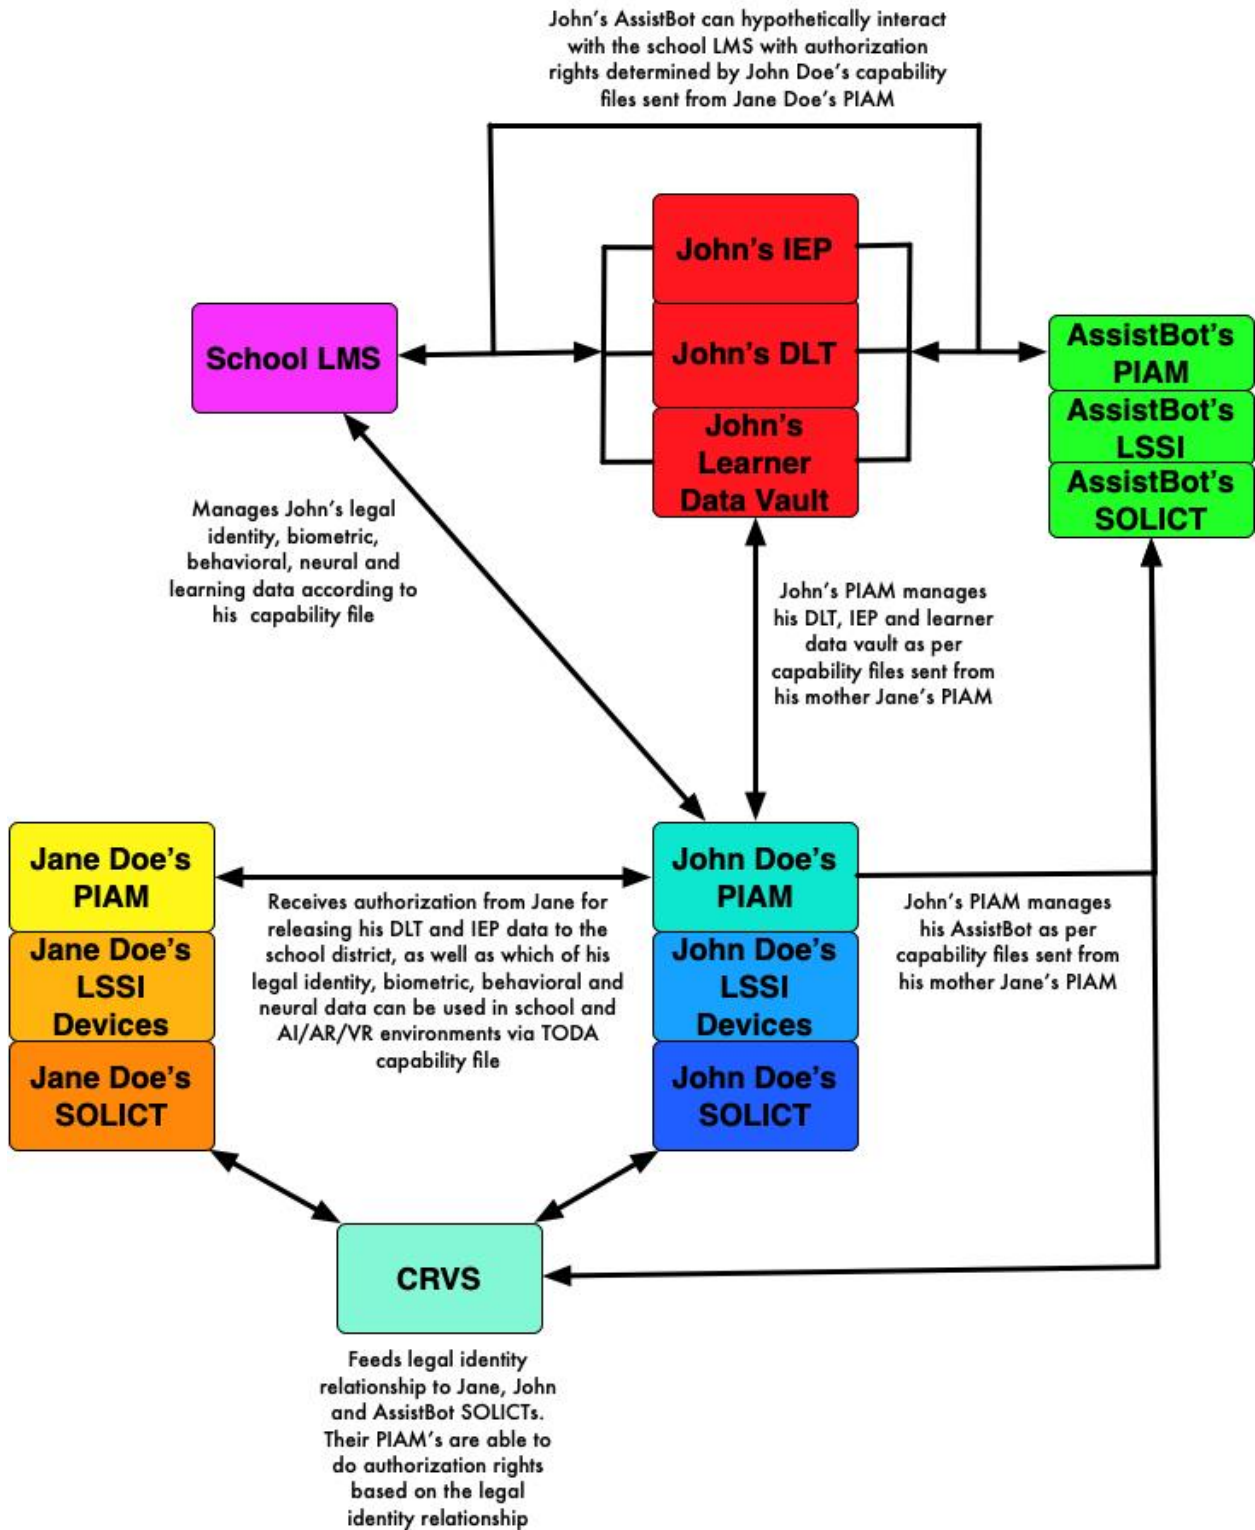 John’s AssistBot can hypothetically interact
with the school LMS with authorization
rights determined by John Doe’s capability
files sent from Jane Doe’s PIAM
John’s IEP
School LMS
John’s DLT
AssistBot’s
PIAM
John’s
Learner
Data Vault
AssistBot’s
LSSI
AssistBot’s
SOLICT
Manages John’s legal
identity, biometric,
behavioral, neural and
learning data according to
his  capability file
John’s PIAM manages
his DLT, IEP and learner
data vault as per
capability files sent from
his mother Jane’s PIAM
Jane Doe’s
PIAM
Jane Doe’s
LSSI
Devices
Jane Doe’s
SOLICT
Receives authorization from Jane for
releasing his DLT and IEP data to the
school district, as well as which of his
legal identity, biometric, behavioral and
neural data can be used in school and
AI/AR/VR environments via TODA
capability file
John Doe’s
PIAM
John Doe’s
LSSI
Devices
John Doe’s
SOLICT
John’s PIAM manages
his AssistBot as per
capability files sent from
his mother Jane’s PIAM
CRVS
Feeds legal identity
relationship to Jane, John
and AssistBot SOLICTs.
Their PIAM’s are able to
do authorization rights
based on the legal
identity relationship